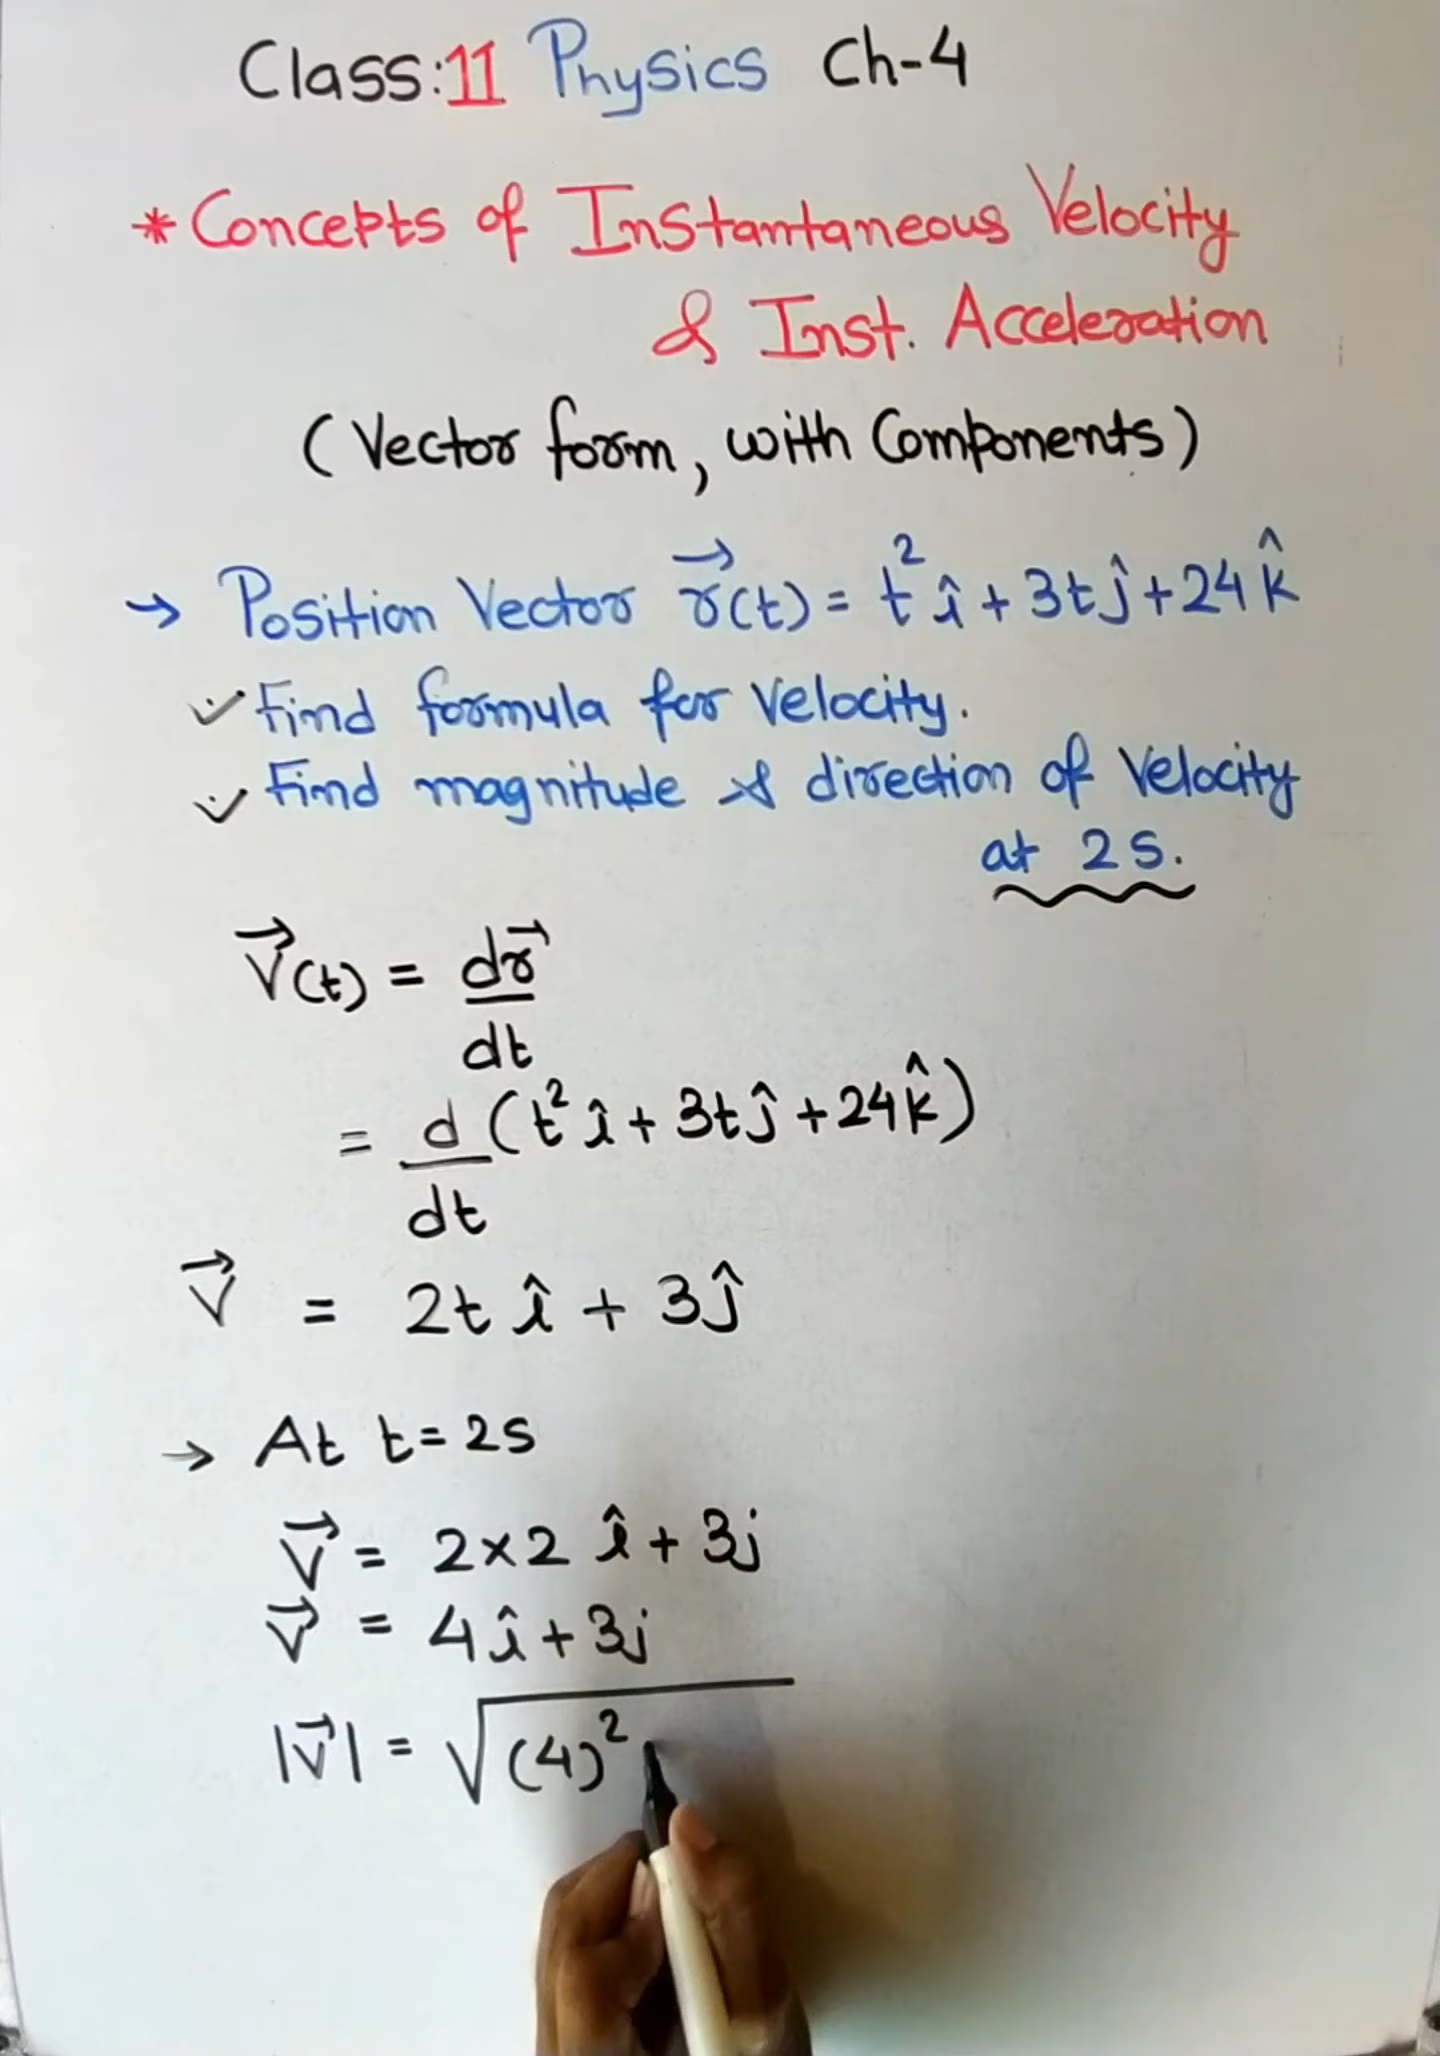 Class:11 Physics Ch-4
* Concepts of Instantaneous Velocity
& Inst. Acceleration
(Vector form, with Components)
→ Position Vector r⃗(t) = t² î + 3t ĵ + 24 k̂
✓ Find formula for Velocity.
✓ Find magnitude & direction of Velocity
at 2s.
V⃗(t) = dr⃗/dt
= d/dt (t² î + 3t ĵ + 24 k̂)
V⃗ = 2t î + 3 ĵ
→ At t = 2s
V⃗ = 2×2 î + 3j
V⃗ = 4 î + 3j
|V⃗| = √(4)²